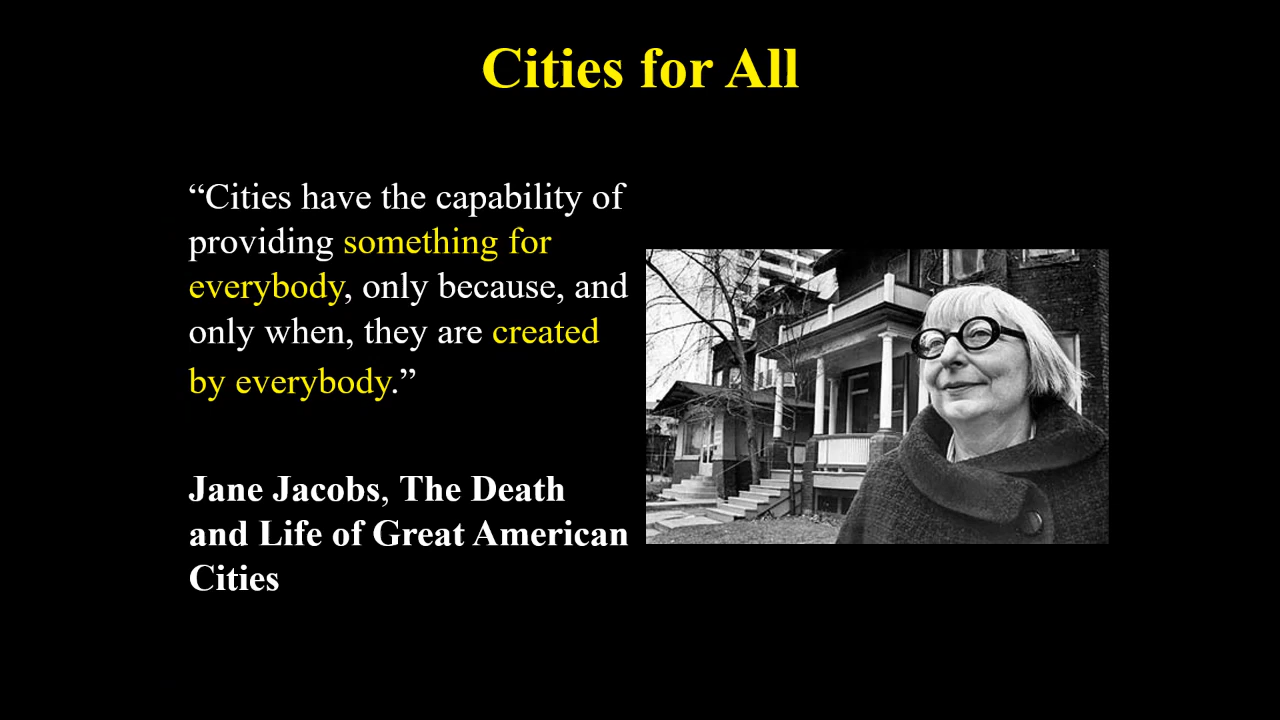 Cities for All
“Cities have the capability of
providing something for
everybody, only because, and
only when, they are created
by everybody.”
Jane Jacobs, The Death
and Life of Great American
Cities